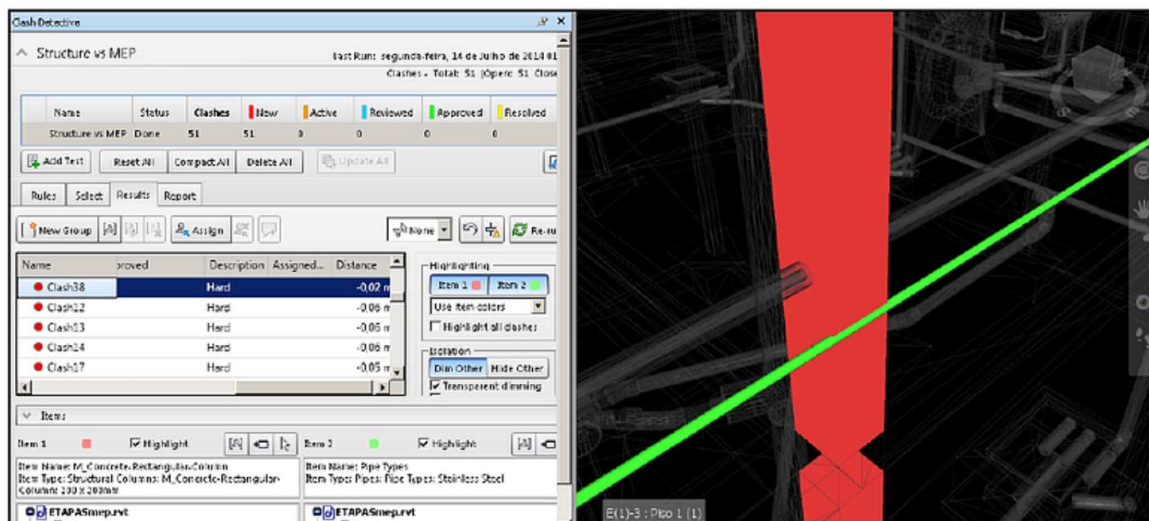 Clash Detective
Structure vs MEP
Last Run: segunda-feira, 14 de Julho de 2014 01
Clashes - Total: 51 (Open: 51 Close
Name Status Clashes New Active Reviewed Approved Resolved
Structure vs MEP Done 51 51 0 0 0 0
Add Test Reset All Compact All Delete All Update All
Rules Select Results Report
New Group Assign None Re-ru
Name proved Description Assigned... Distance
Clash38 Hard -0,02 m
Clash12 Hard -0,06 m
Clash13 Hard -0,06 m
Clash14 Hard -0,06 m
Clash17 Hard -0,05 m
Highlighting
Item 1 Item 2
Use item colors
Highlight all clashes
Isolation
Dim Other Hide Other
Transparent dimming
Items
Item 1 Highlight Item 2 Highlight
Item Name: M_Concrete-Rectangular-Column
Item Type: Structural Columns: M_Concrete-Rectangular-
Column: 200 x 200mm
Item Name: Pipe Types
Item Type: Pipes: Pipe Types: Stainless Steel
ETAPASmep.rvt ETAPASmep.rvt
E(1)-3 : Piso 1 (1)